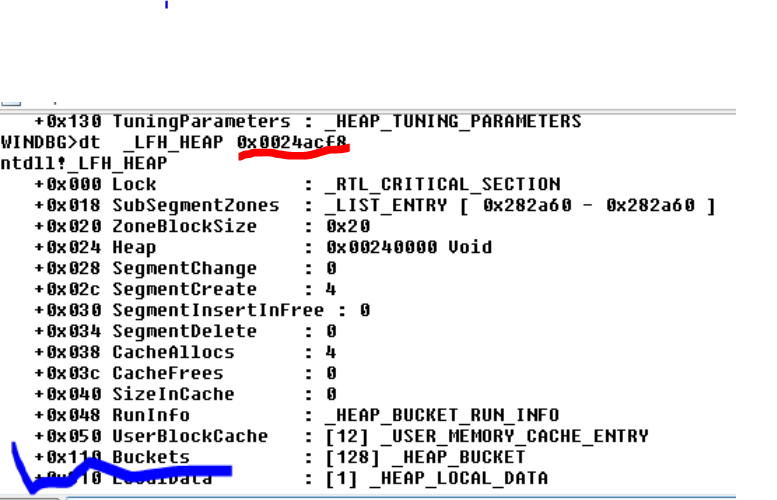 +0x130 TuningParameters : _HEAP_TUNING_PARAMETERS
WINDBG>dt _LFH_HEAP 0x0024acf8
ntdll!_LFH_HEAP
+0x000 Lock : _RTL_CRITICAL_SECTION
+0x018 SubSegmentZones : _LIST_ENTRY [ 0x282a60 - 0x282a60 ]
+0x020 ZoneBlockSize : 0x20
+0x024 Heap : 0x00240000 Void
+0x028 SegmentChange : 0
+0x02c SegmentCreate : 4
+0x030 SegmentInsertInFree : 0
+0x034 SegmentDelete : 0
+0x038 CacheAllocs : 4
+0x03c CacheFrees : 0
+0x040 SizeInCache : 0
+0x048 RunInfo : _HEAP_BUCKET_RUN_INFO
+0x050 UserBlockCache : [12] _USER_MEMORY_CACHE_ENTRY
+0x110 Buckets : [128] _HEAP_BUCKET
LocalData : [1] _HEAP_LOCAL_DATA